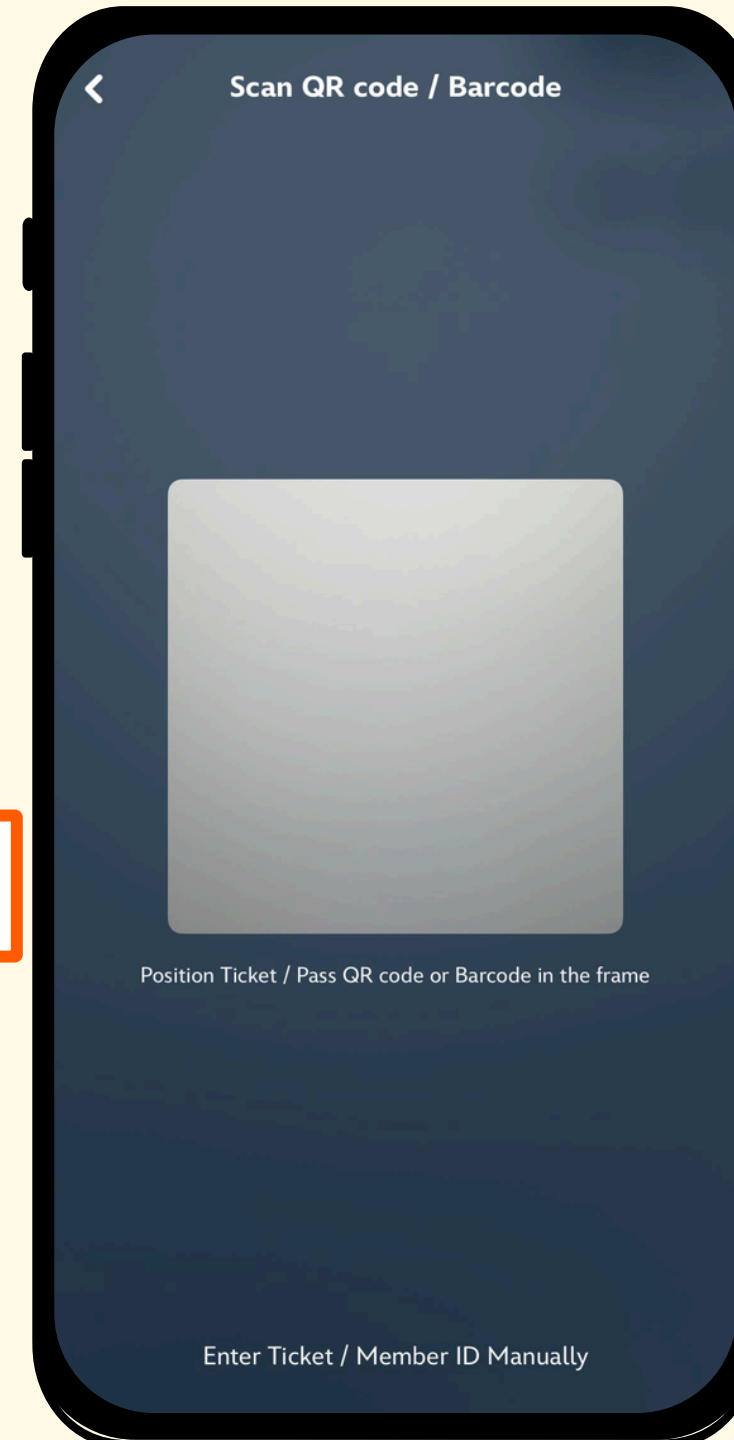 Scan QR code / Barcode
Position Ticket / Pass QR code or Barcode in the frame
Enter Ticket / Member ID Manually